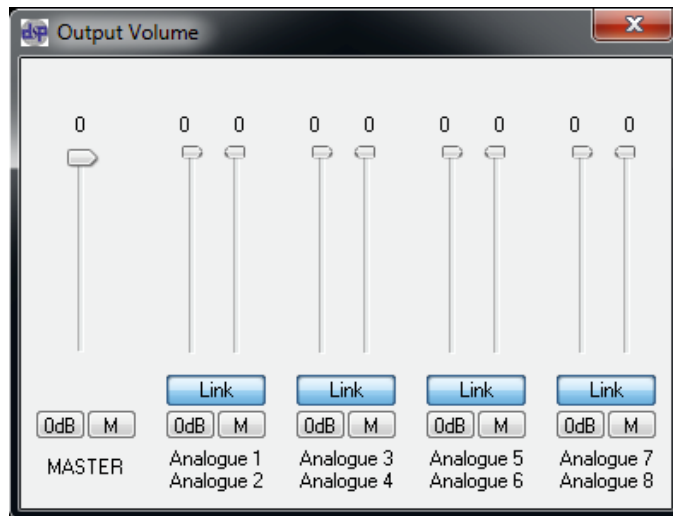 dsp Output Volume X
0 0 0 0 0 0 0 0 0
Link Link Link Link
0dB M 0dB M 0dB M 0dB M 0dB M
MASTER
Analogue 1
Analogue 2
Analogue 3
Analogue 4
Analogue 5
Analogue 6
Analogue 7
Analogue 8